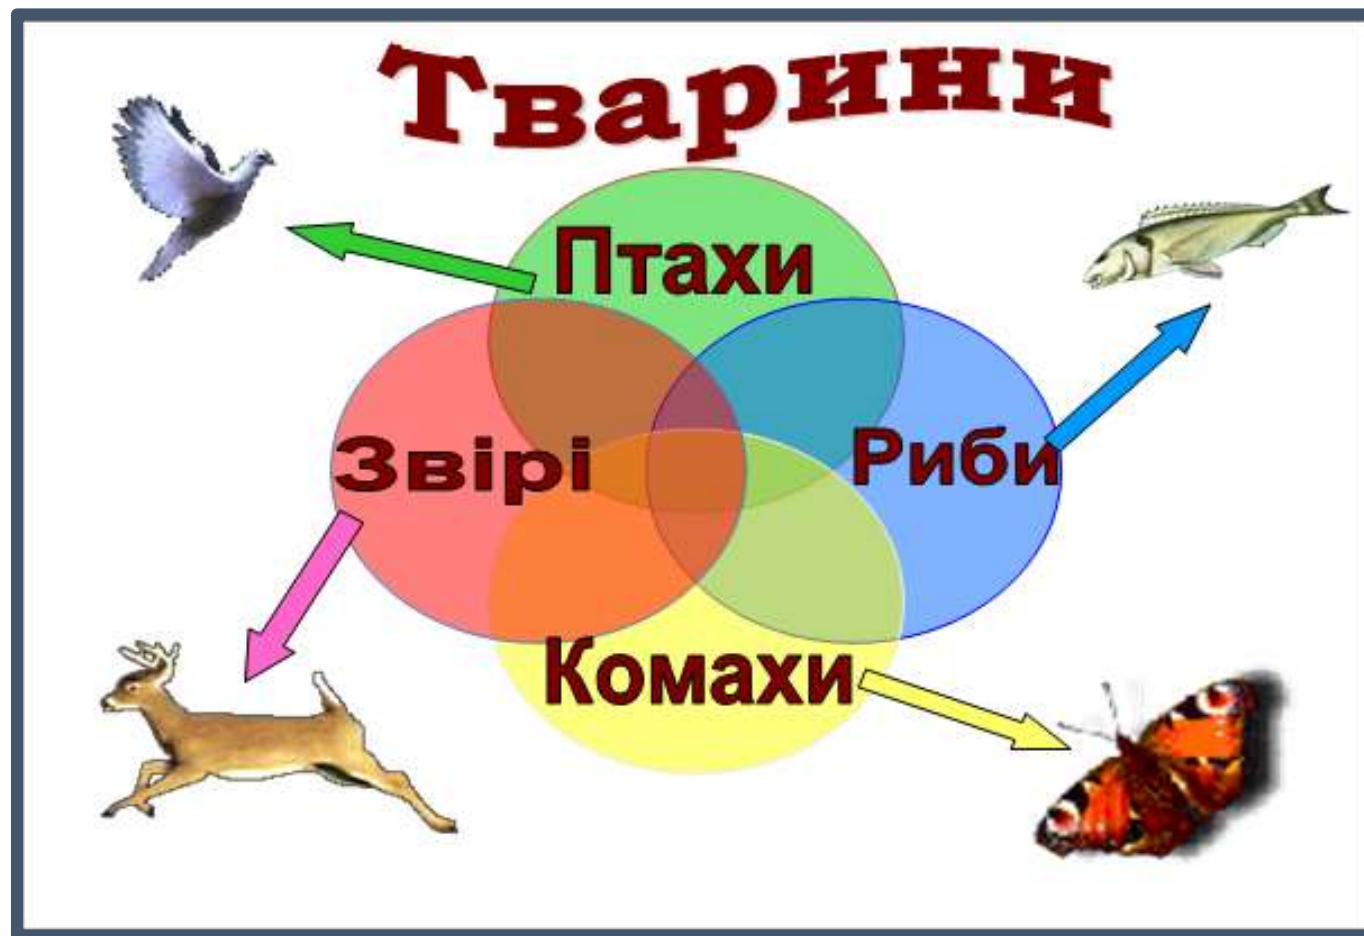 Тварини
Птахи
Звірі
Риби
Комахи